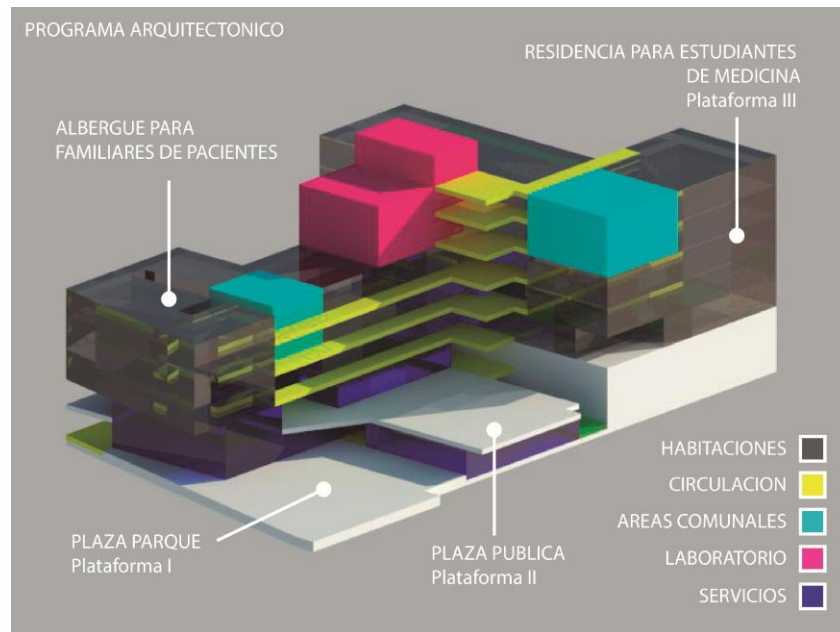 PROGRAMA ARQUITECTONICO
RESIDENCIA PARA ESTUDIANTES
DE MEDICINA
Plataforma III
ALBERGUE PARA
FAMILIARES DE PACIENTES
PLAZA PARQUE
Plataforma I
PLAZA PUBLICA
Plataforma II
HABITACIONES
CIRCULACION
AREAS COMUNALES
LABORATORIO
SERVICIOS